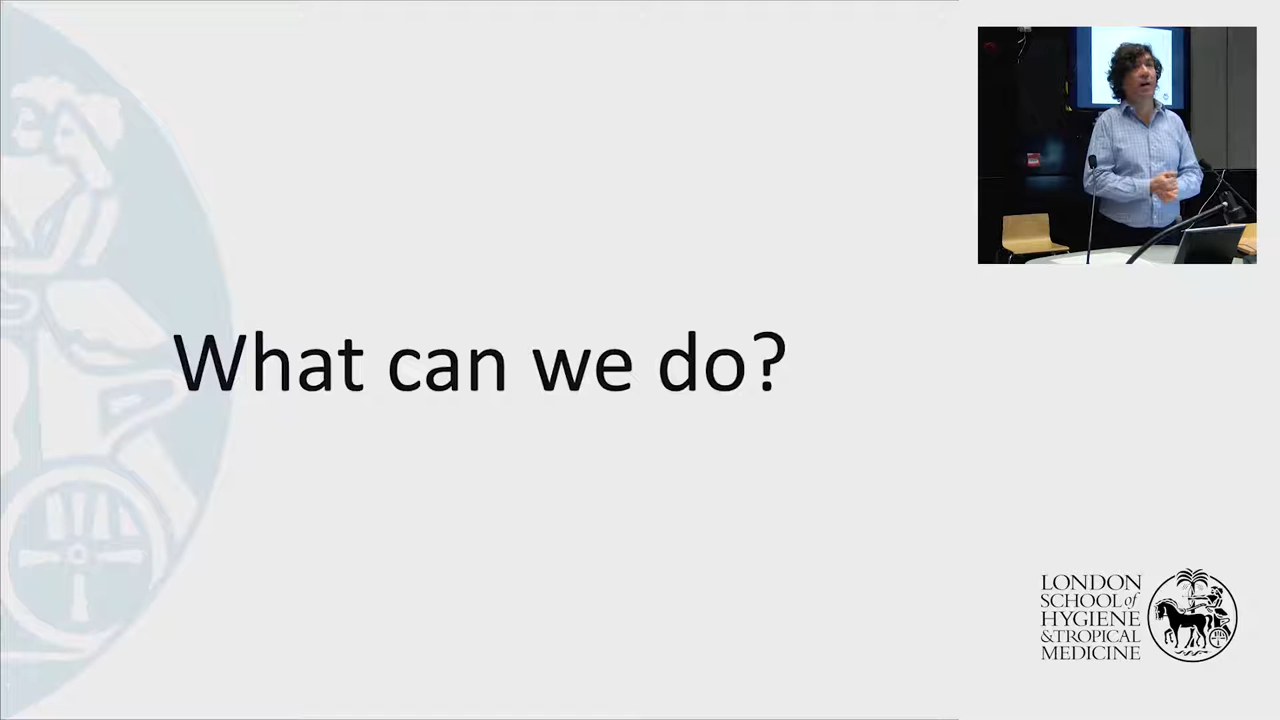 What can we do?
LONDON
SCHOOL of
HYGIENE
& TROPICAL
MEDICINE